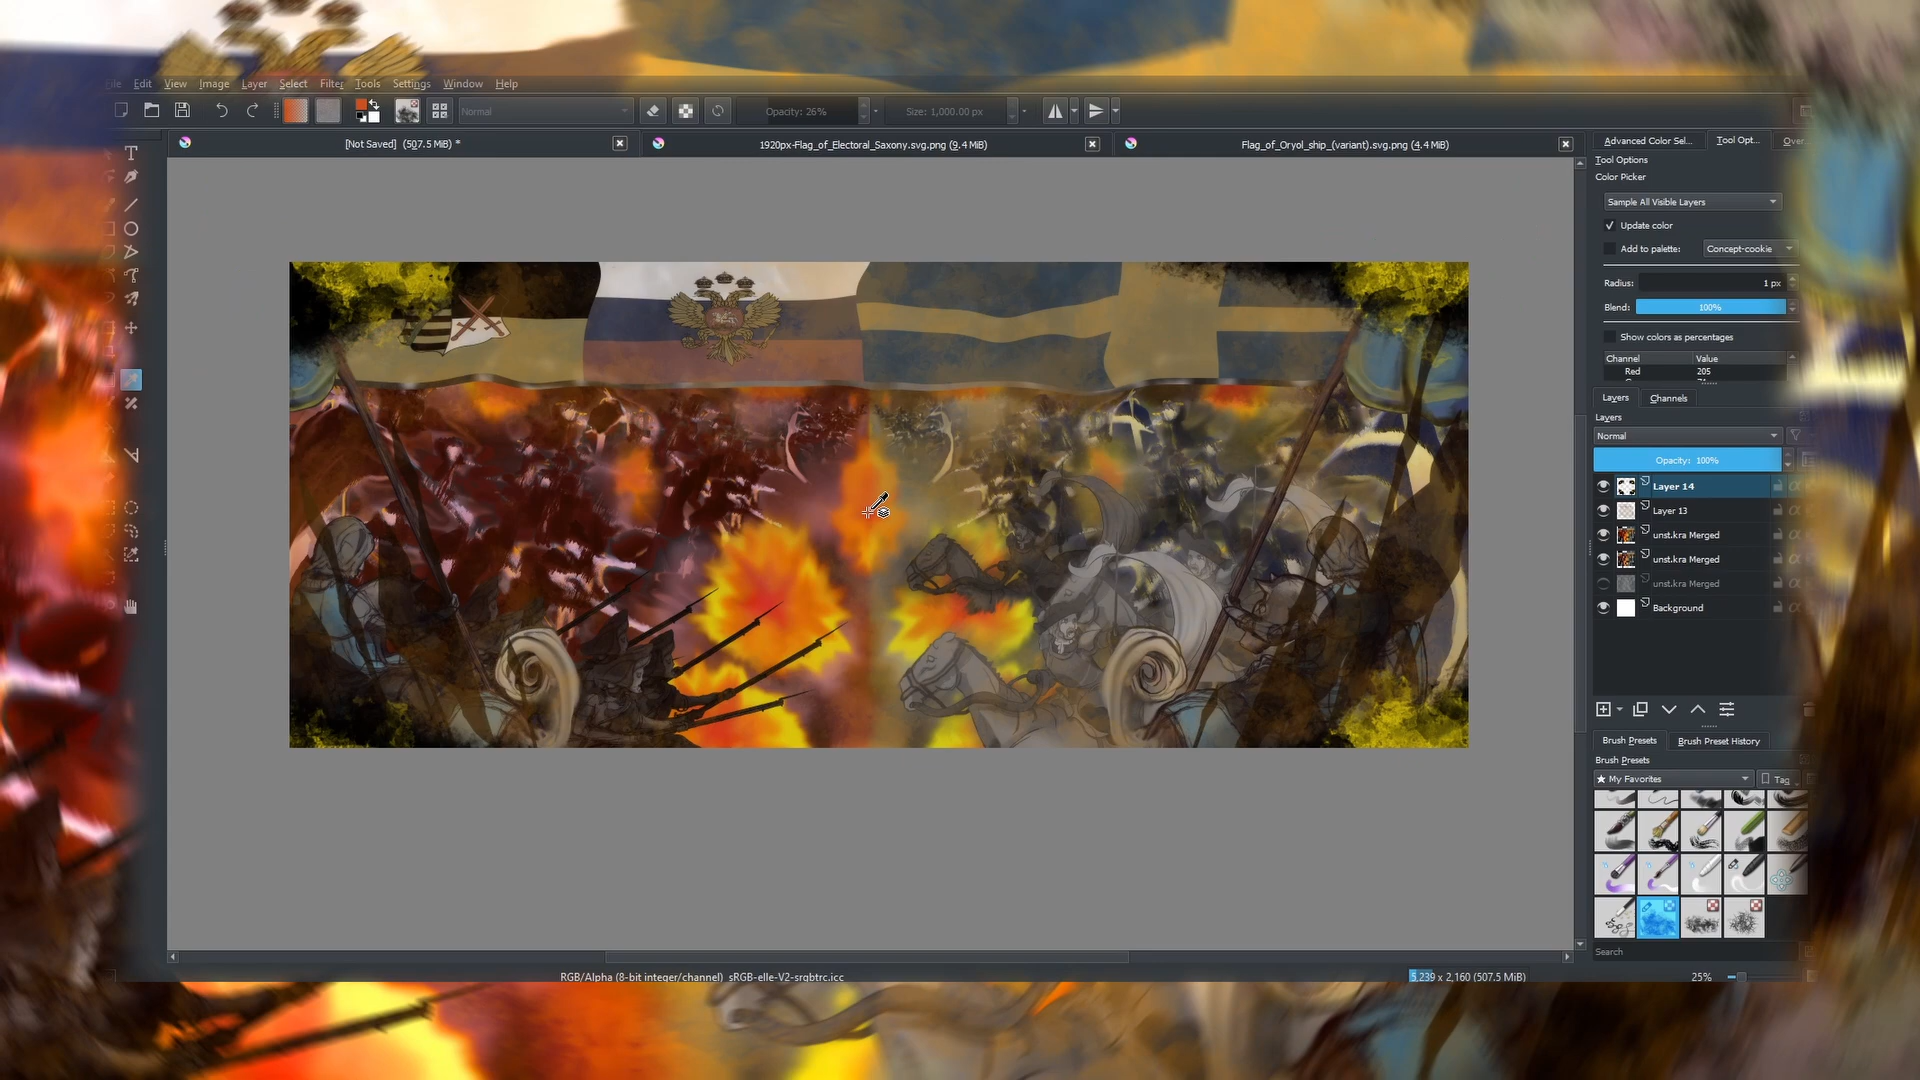 File Edit View Image Layer Select Filter Tools Settings Window Help
Normal Opacity: 26% Size: 1,000.00 px
[Not Saved] (507.5 MiB) *
1920px-Flag_of_Electoral_Saxony.svg.png (9.4 MiB)
Flag_of_Oryol_ship_(variant).svg.png (4.4 MiB)
Advanced Color Sel... Tool Opt... Over...
Tool Options
Color Picker
Sample All Visible Layers
Update color
Add to palette: Concept-cookie
Radius: 1 px
Blend: 100%
Show colors as percentages
Channel Value
Red 205
Layers Channels
Layers
Normal
Opacity: 100%
Layer 14
Layer 13
unst.kra Merged
unst.kra Merged
unst.kra Merged
Background
Brush Presets Brush Preset History
Brush Presets
My Favorites Tag
Search
RGB/Alpha (8-bit integer/channel) sRGB-elle-V2-srgbtrc.icc
5,239 x 2,160 (507.5 MiB)
25%